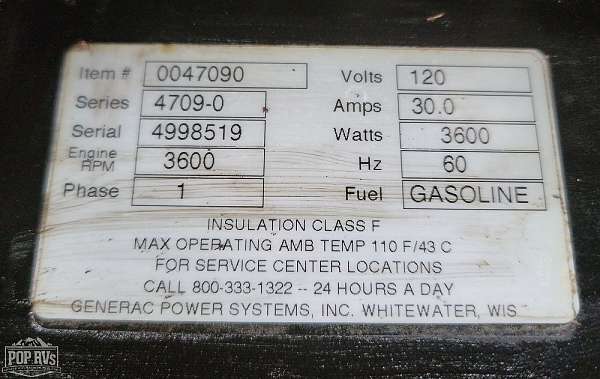 Item # 0047090 Volts 120
Series 4709-0 Amps 30.0
Serial 4998519 Watts 3600
Engine RPM 3600 Hz 60
Phase 1 Fuel GASOLINE
INSULATION CLASS F
MAX OPERATING AMB TEMP 110 F/43 C
FOR SERVICE CENTER LOCATIONS
CALL 800-333-1322 -- 24 HOURS A DAY
GENERAC POWER SYSTEMS, INC. WHITEWATER, WIS
POP RVs